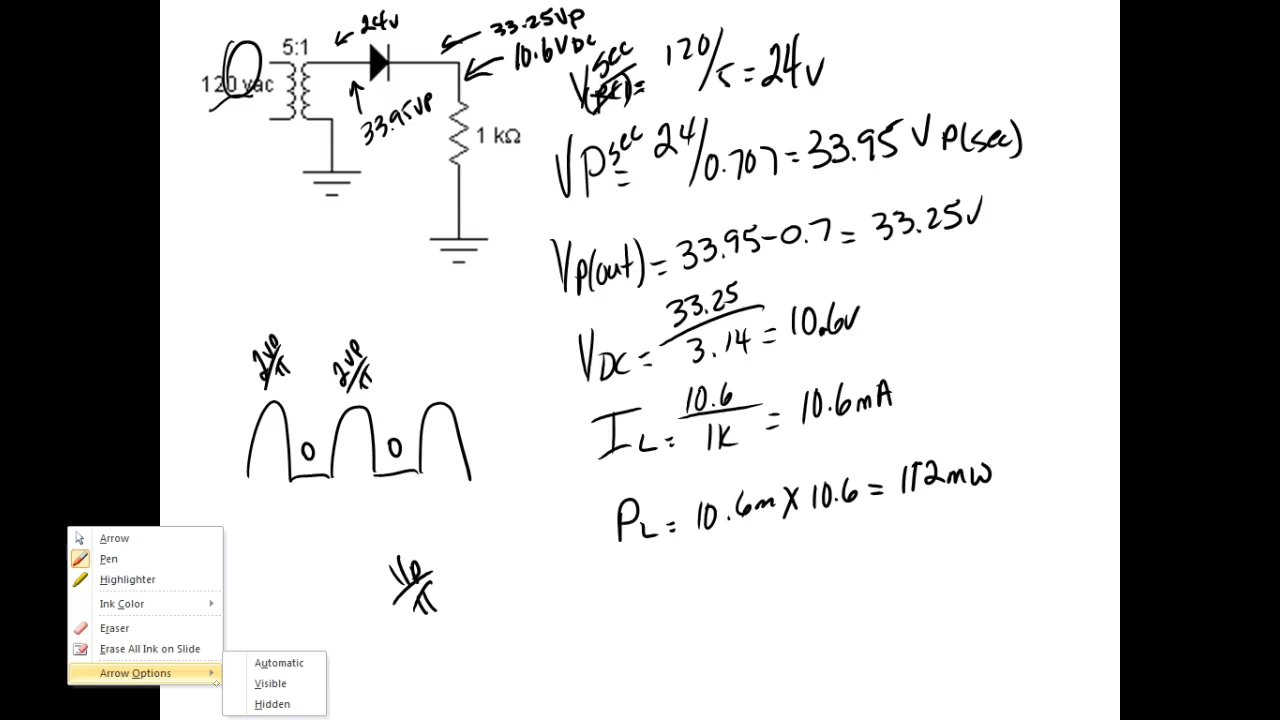 24v
33.25VP
10.6VDC
5:1
120 vac
33.95VP
1 kΩ
Vsec = 120/5 = 24v
VPsec = 24/0.707 = 33.95 V P(sec)
VP(out) = 33.95-0.7 = 33.25v
VDC = 33.25/3.14 = 10.6v
IL = 10.6/1K = 10.6mA
PL = 10.6m x 10.6 = 112mW
2VP/π
2VP/π
0
0
VP/π
Arrow
Pen
Highlighter
Ink Color
Eraser
Erase All Ink on Slide
Arrow Options
Automatic
Visible
Hidden